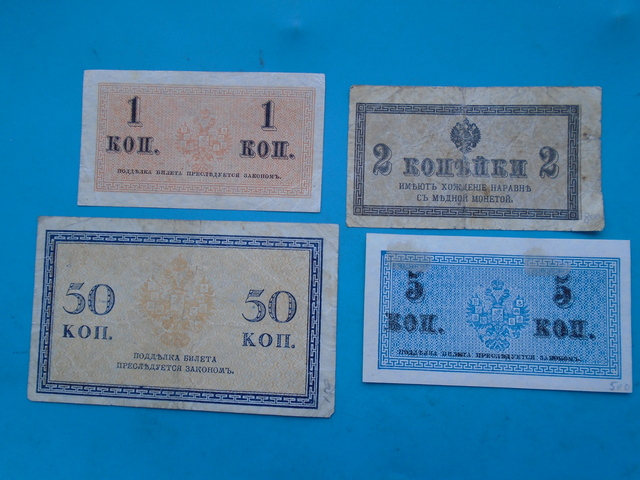 1 1
КОП. КОП.
ПОДДѢЛКА БИЛЕТА ПРЕСЛѢДУЕТСЯ ЗАКОНОМЪ.
2 КОПѢЙКИ 2
ИМѢЮТЪ ХОЖДЕНІЕ НАРАВНѢ
СЪ МѢДНОЙ МОНЕТОЙ.
50 50
КОП. КОП.
ПОДДѢЛКА БИЛЕТА
ПРЕСЛѢДУЕТСЯ ЗАКОНОМЪ.
5 5
КОП. КОП.
ПОДДѢЛКА БИЛЕТА ПРЕСЛѢДУЕТСЯ ЗАКОНОМЪ.
500